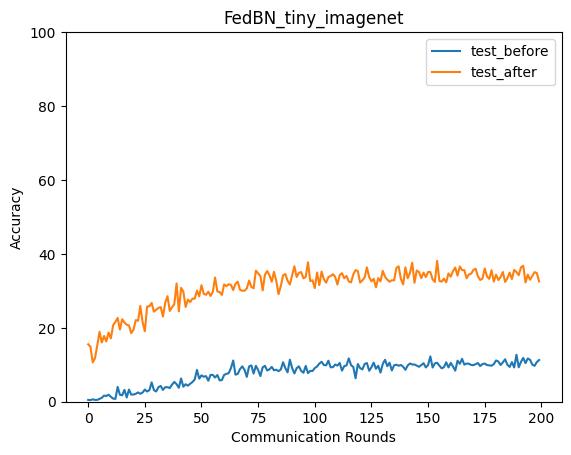 FedBN_tiny_imagenet
100
80
60
40
20
0
Accuracy
test_before
test_after
0 25 50 75 100 125 150 175 200
Communication Rounds